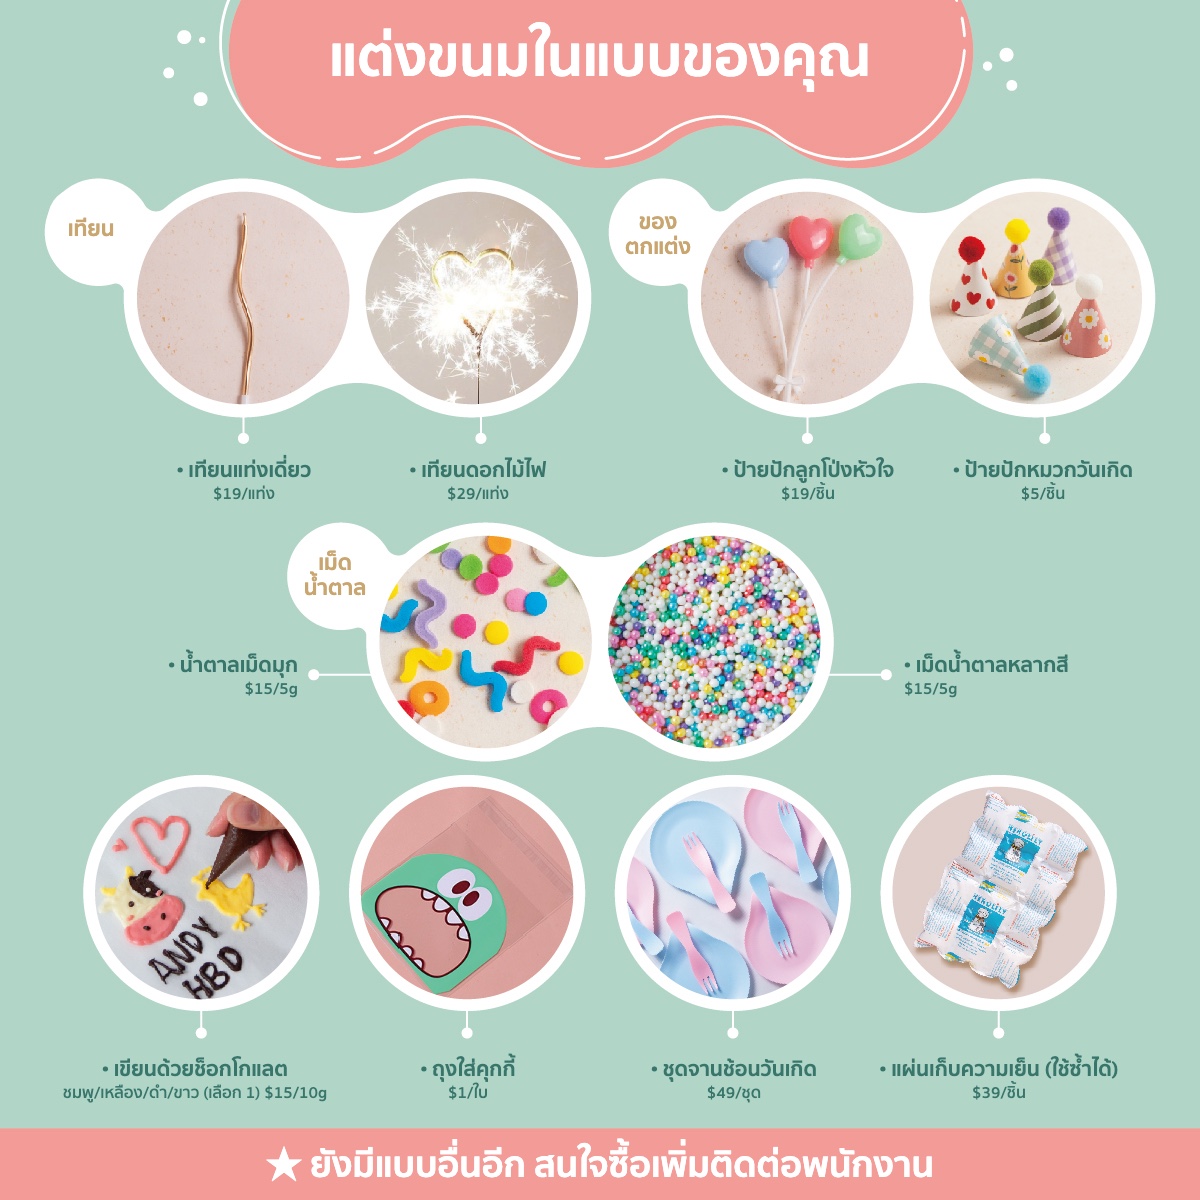 แต่งขนมในแบบของคุณ
เทียน
• เทียนแท่งเดี่ยว
$19/แท่ง
• เทียนดอกไม้ไฟ
$29/แท่ง
ของ
ตกแต่ง
• ป้ายปักลูกโป่งหัวใจ
$19/ชิ้น
• ป้ายปักหมวกวันเกิด
$5/ชิ้น
เม็ด
น้ำตาล
• น้ำตาลเม็ดมุก
$15/5g
• เม็ดน้ำตาลหลากสี
$15/5g
ANDY
HBD
• เขียนด้วยช็อกโกแลต
ชมพู/เหลือง/ดำ/ขาว (เลือก 1) $15/10g
• ถุงใส่คุกกี้
$1/ใบ
• ชุดจานช้อนวันเกิด
$49/ชุด
• แผ่นเก็บความเย็น (ใช้ซ้ำได้)
$39/ชิ้น
★ ยังมีแบบอื่นอีก สนใจซื้อเพิ่มติดต่อพนักงาน